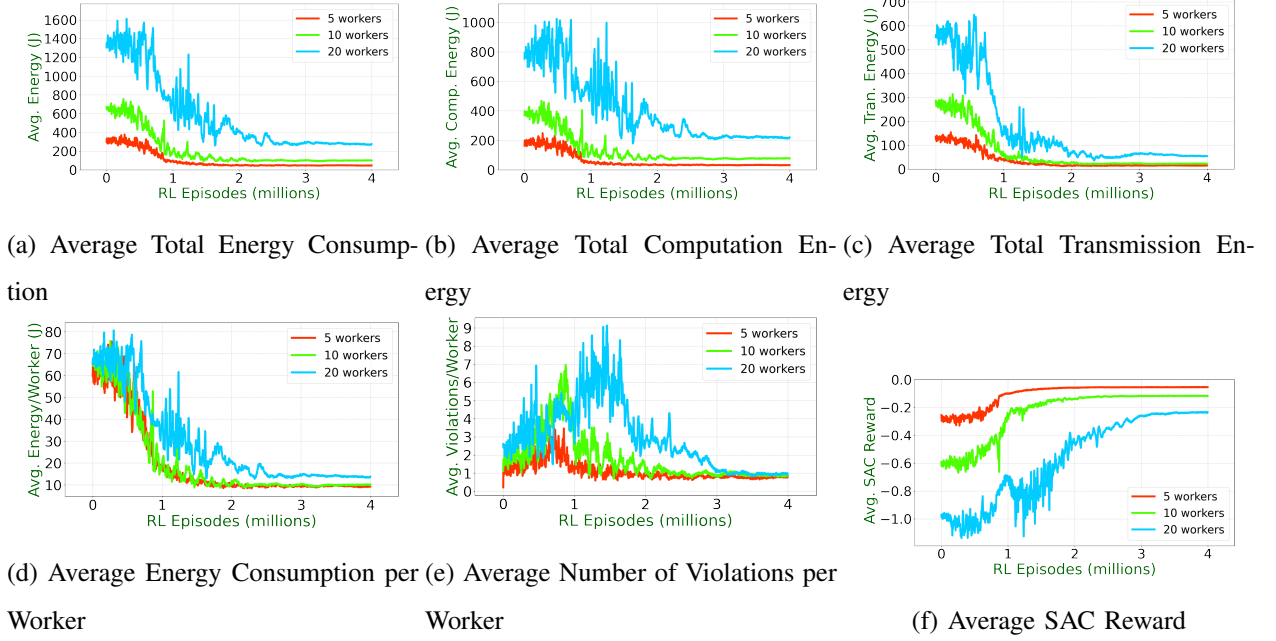 Avg. Energy (J)
1600
1400
1200
1000
800
600
400
200
0
0 1 2 3 4
RL Episodes (millions)
5 workers
10 workers
20 workers
Avg. Comp. Energy (J)
1000
800
600
400
200
0
0 1 2 3 4
RL Episodes (millions)
5 workers
10 workers
20 workers
Avg. Tran. Energy (J)
700
600
500
400
300
200
100
0
0 1 2 3 4
RL Episodes (millions)
5 workers
10 workers
20 workers
(a) Average Total Energy Consump-
tion
(b) Average Total Computation En-
ergy
(c) Average Total Transmission En-
ergy
Avg. Energy/Worker (J)
80
70
60
50
40
30
20
10
0 1 2 3 4
RL Episodes (millions)
5 workers
10 workers
20 workers
Avg. Violations/Worker
9
8
7
6
5
4
3
2
1
0
0 1 2 3 4
RL Episodes (millions)
5 workers
10 workers
20 workers
Avg. SAC Reward
0.0
−0.2
−0.4
−0.6
−0.8
−1.0
0 1 2 3 4
RL Episodes (millions)
5 workers
10 workers
20 workers
(d) Average Energy Consumption per
Worker
(e) Average Number of Violations per
Worker
(f) Average SAC Reward